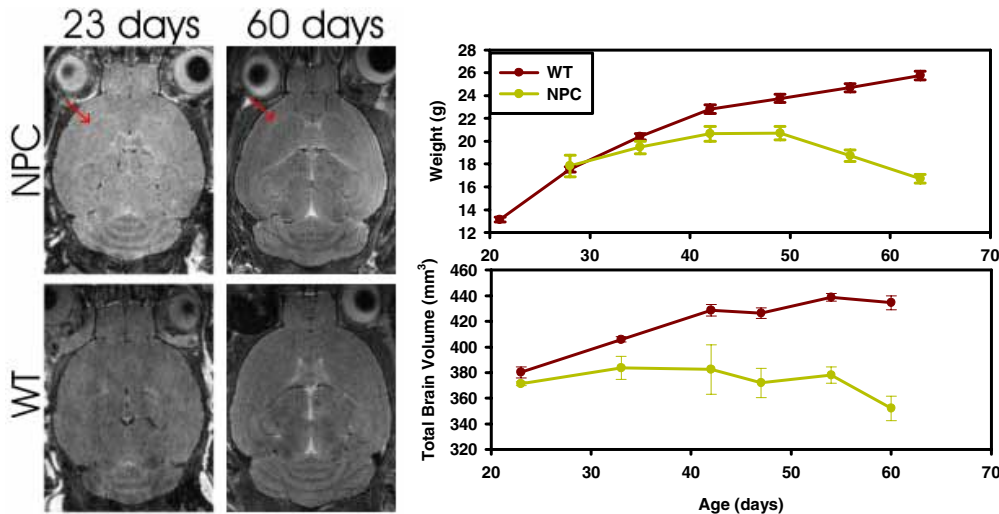 23 days 60 days
NPC
WT
Weight (g)
28
26
24
22
20
18
16
14
12
WT
NPC
20 30 40 50 60 70
Total Brain Volume (mm³)
460
440
420
400
380
360
340
320
20 30 40 50 60 70
Age (days)